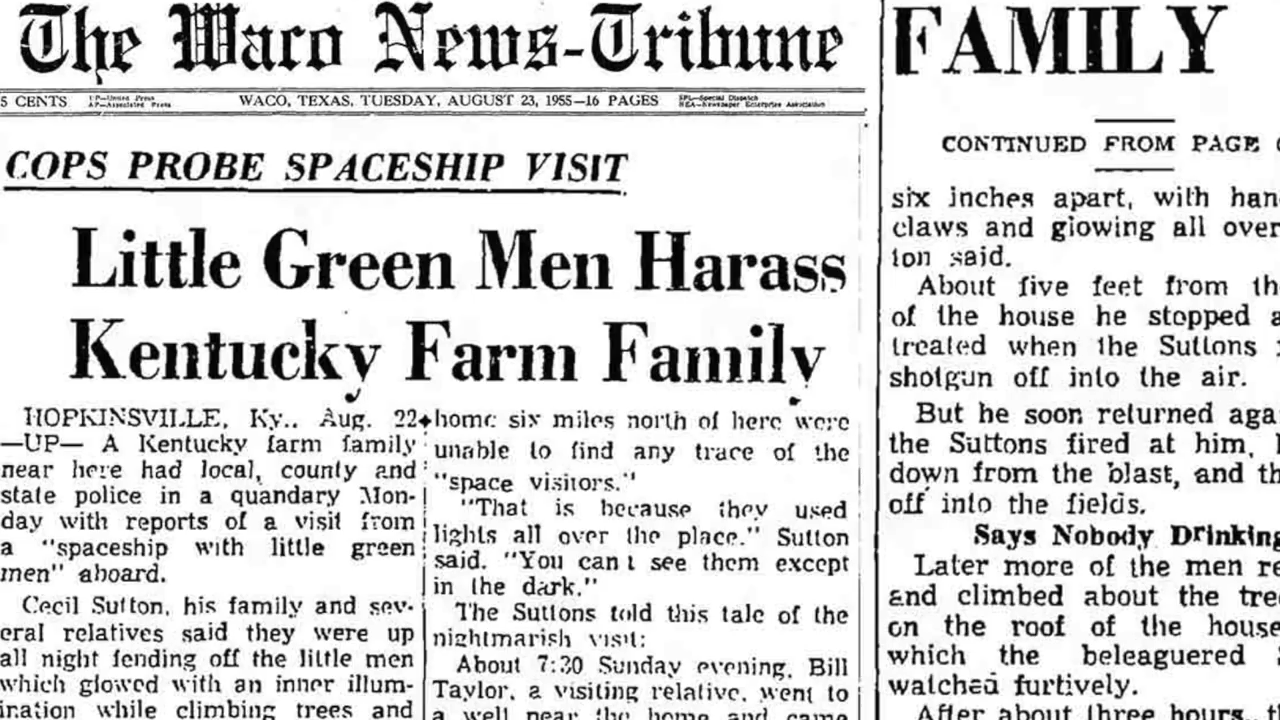 The Waco News-Tribune
5 CENTS UP—United Press
AP—Associated Press WACO, TEXAS, TUESDAY, AUGUST 23, 1955—16 PAGES SPL—Special Dispatch
NEA—Newspaper Enterprise Association
COPS PROBE SPACESHIP VISIT
Little Green Men Harass
Kentucky Farm Family
HOPKINSVILLE, Ky., Aug. 22
—UP— A Kentucky farm family
near here had local, county and
state police in a quandary Mon-
day with reports of a visit from
a "spaceship with little green
men" aboard.
Cecil Sutton, his family and sev-
eral relatives said they were up
all night fending off the little men
which glowed with an inner illum-
ination while climbing trees and
home six miles north of here were
unable to find any trace of the
"space visitors."
"That is because they used
lights all over the place." Sutton
said. "You can't see them except
in the dark."
The Suttons told this tale of the
nightmarish visit:
About 7:30 Sunday evening, Bill
Taylor, a visiting relative, went to
a well near the home and came
FAMILY
CONTINUED FROM PAGE
six inches apart, with han
claws and glowing all over
ton said.
About five feet from th
of the house he stopped a
treated when the Suttons
shotgun off into the air.
But he soon returned aga
the Suttons fired at him,
down from the blast, and th
off into the fields.
Says Nobody Drinking
Later more of the men re
and climbed about the tre
on the roof of the house
which the beleaguered
watched furtively.
After about three hours, t